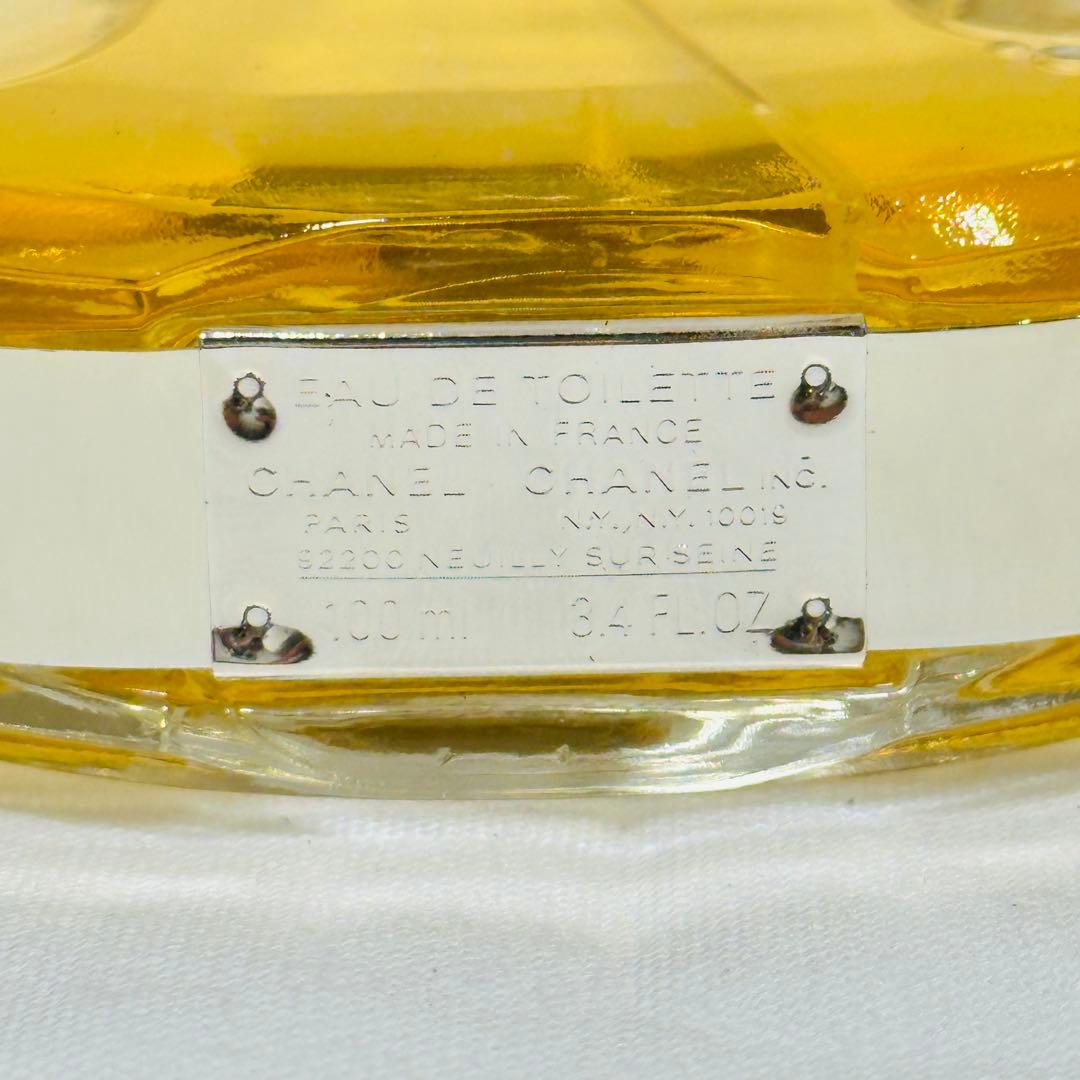 EAU DE TOILETTE
MADE IN FRANCE
CHANEL CHANEL INC.
PARIS N.Y., N.Y. 10019
92200 NEUILLY SUR SEINE
100 ml 3.4 FL.OZ